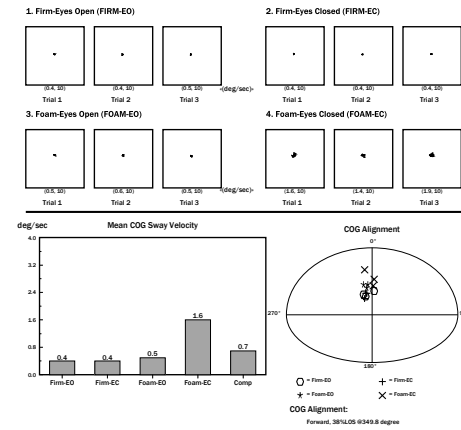 1. Firm-Eyes Open (FIRM-EO)
2. Firm-Eyes Closed (FIRM-EC)
(0.4, 10) (0.4, 10) (0.5, 10) <(deg/sec)> (0.4, 10) (0.4, 10) (0.4, 10)
Trial 1 Trial 2 Trial 3 Trial 1 Trial 2 Trial 3
3. Foam-Eyes Open (FOAM-EO)
4. Foam-Eyes Closed (FOAM-EC)
(0.5, 10) (0.6, 10) (0.5, 10) <(deg/sec)> (1.6, 10) (1.4, 10) (1.9, 10)
Trial 1 Trial 2 Trial 3 Trial 1 Trial 2 Trial 3
deg/sec
Mean COG Sway Velocity
4.0
3.2
2.4
1.6
0.8
0.0
0.4 0.4 0.5 1.6 0.7
Firm-EO Firm-EC Foam-EO Foam-EC Comp
COG Alignment
0°
270°
180°
= Firm-EO = Firm-EC
= Foam-EO = Foam-EC
COG Alignment:
Forward, 38%LOS @349.8 degree